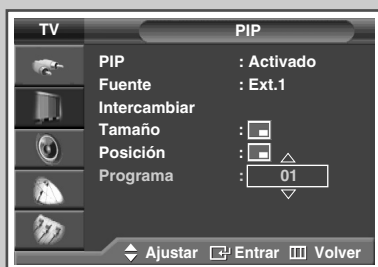 TV PIP
PIP : Activado
Fuente : Ext.1
Intercambiar
Tamaño :
Posición :
Programa : 01
Ajustar Entrar Volver